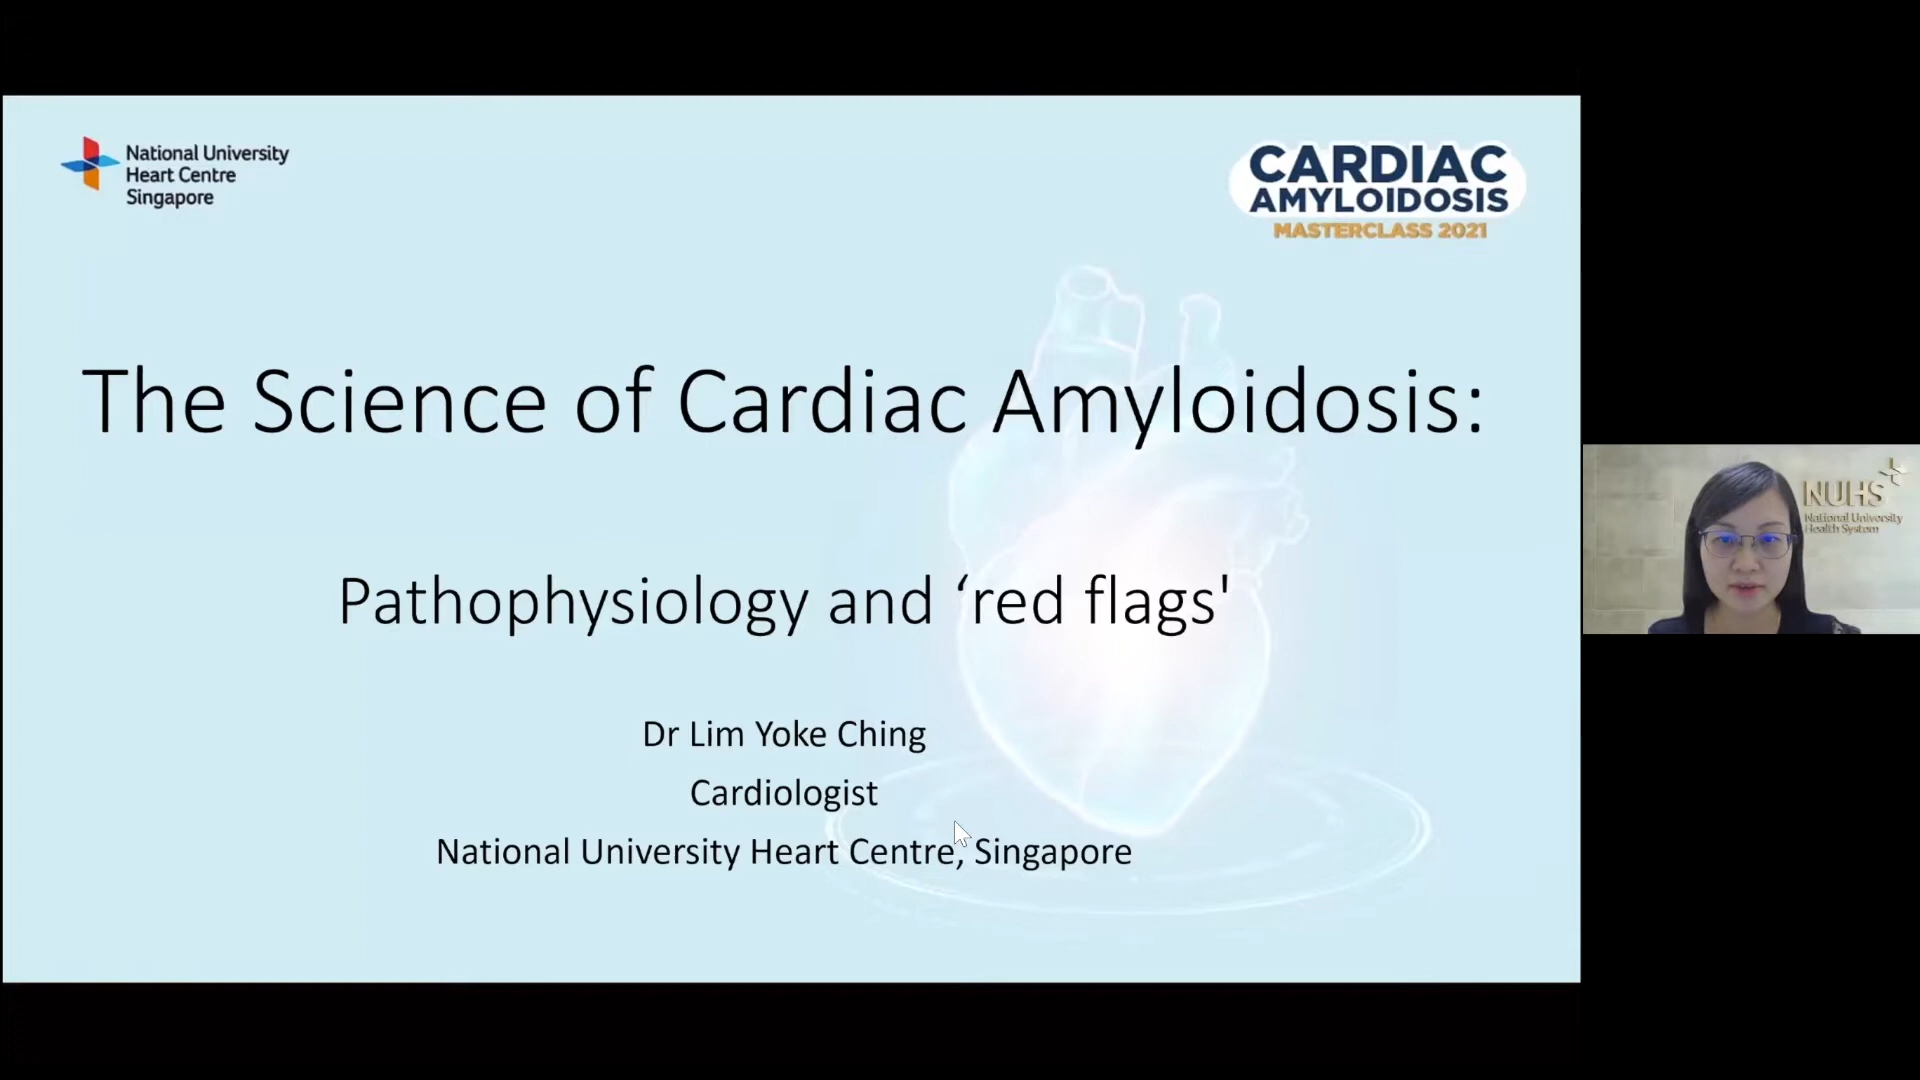 National University
Heart Centre
Singapore
CARDIAC
AMYLOIDOSIS
MASTERCLASS 2021
The Science of Cardiac Amyloidosis:
Pathophysiology and ‘red flags'
Dr Lim Yoke Ching
Cardiologist
National University Heart Centre, Singapore
NUHS
National University
Health System